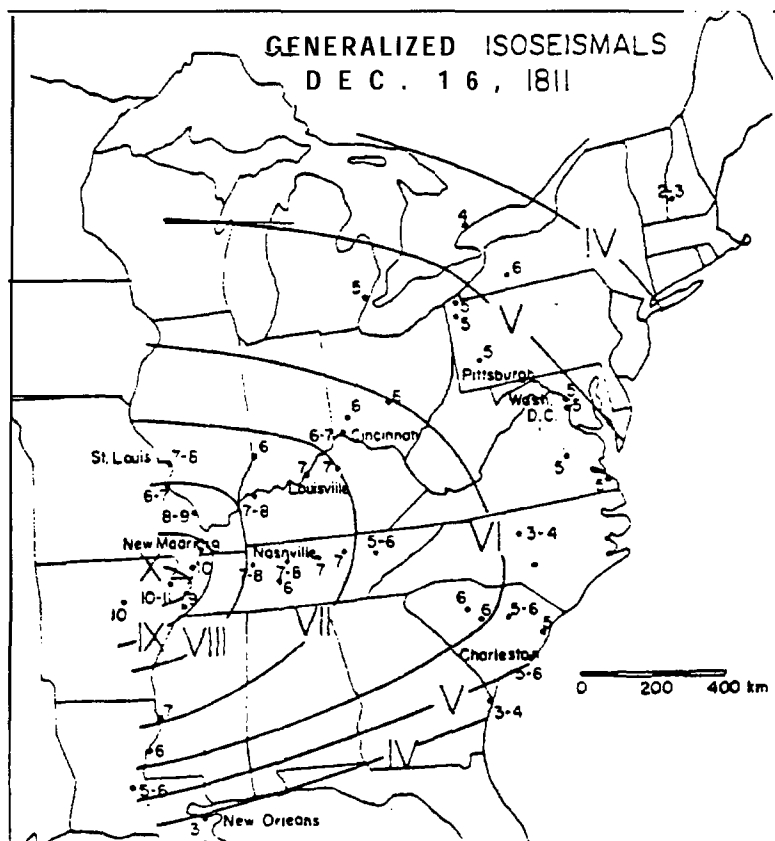 GENERALIZED ISOSEISMALS
DEC. 16, 1811
2-3
4
IV
6
5
5
V
5
5
Pittsburgh
5
Wash.
D.C.
5
5
6
6-7
Cincinnati
St. Louis
7-8
6
7
7
Louisville
5
5
6-7
8-9
7-8
VI
3-4
New Madrid
Nashville
5-6
X
10
7-8
7-8
7
7
6
10-11
9
10
6
6
5-6
5
IX
VIII
VII
Charleston
5-6
0 200 400 km
7
V
3-4
6
IV
5-6
3
New Orleans